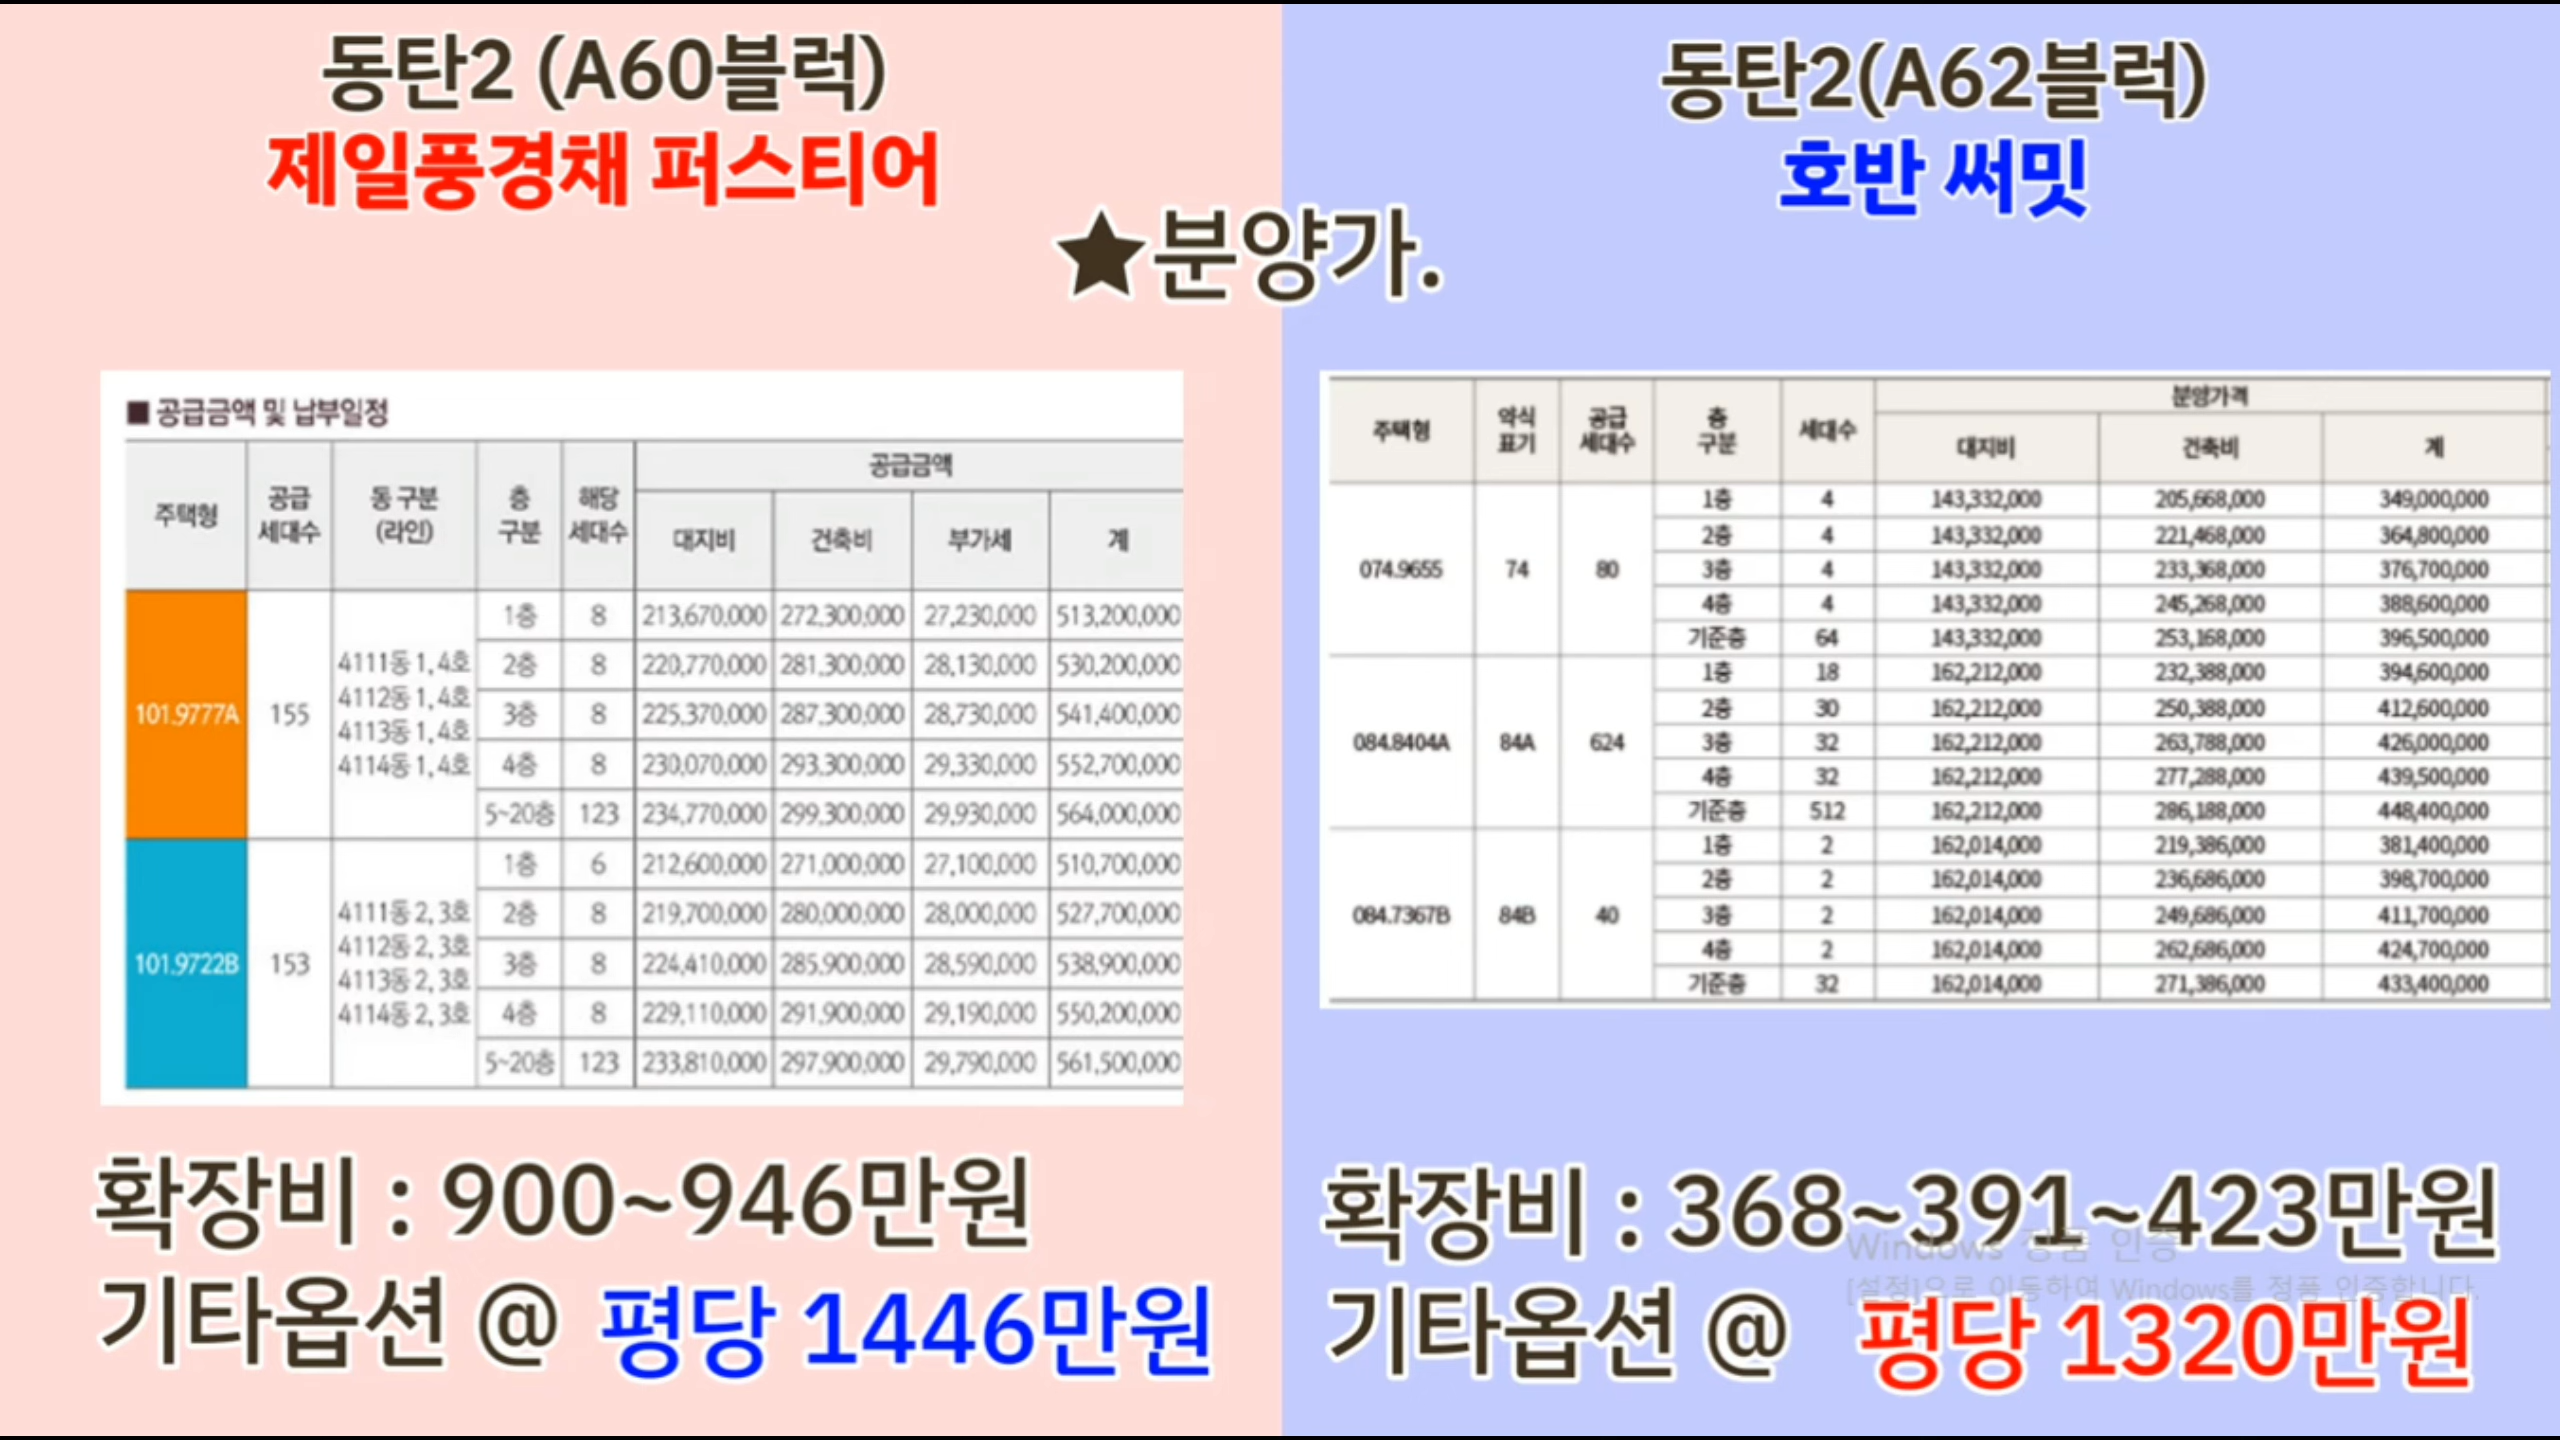 동탄2 (A60블럭)
제일풍경채 퍼스티어
동탄2(A62블럭)
호반 써밋
★분양가.
■ 공급금액 및 납부일정
주택형 공급 세대수 동 구분 (라인) 층 구분 해당 세대수 공급금액
대지비 건축비 부가세 계
101.9777A 155 4111동 1, 4호 4112동 1, 4호 4113동 1, 4호 4114동 1, 4호
1층 8 213,670,000 272,300,000 27,230,000 513,200,000
2층 8 220,770,000 281,300,000 28,130,000 530,200,000
3층 8 225,370,000 287,300,000 28,730,000 541,400,000
4층 8 230,070,000 293,300,000 29,330,000 552,700,000
5~20층 123 234,770,000 299,300,000 29,930,000 564,000,000
101.9722B 153 4111동 2, 3호 4112동 2, 3호 4113동 2, 3호 4114동 2, 3호
1층 6 212,600,000 271,000,000 27,100,000 510,700,000
2층 8 219,700,000 280,000,000 28,000,000 527,700,000
3층 8 224,410,000 285,900,000 28,590,000 538,900,000
4층 8 229,110,000 291,900,000 29,190,000 550,200,000
5~20층 123 233,810,000 297,900,000 29,790,000 561,500,000
확장비 : 900~946만원
기타옵션 @ 평당 1446만원
주택형 약식 표기 공급 세대수 층 구분 세대수 분양가격
대지비 건축비 계
074.9655 74 80
1층 4 143,332,000 205,668,000 349,000,000
2층 4 143,332,000 221,468,000 364,800,000
3층 4 143,332,000 233,368,000 376,700,000
4층 4 143,332,000 245,268,000 388,600,000
기준층 64 143,332,000 253,168,000 396,500,000
084.8404A 84A 624
1층 18 162,212,000 232,388,000 394,600,000
2층 30 162,212,000 250,388,000 412,600,000
3층 32 162,212,000 263,788,000 426,000,000
4층 32 162,212,000 277,288,000 439,500,000
기준층 512 162,212,000 286,188,000 448,400,000
084.7367B 84B 40
1층 2 162,014,000 219,386,000 381,400,000
2층 2 162,014,000 236,686,000 398,700,000
3층 2 162,014,000 249,686,000 411,700,000
4층 2 162,014,000 262,686,000 424,700,000
기준층 32 162,014,000 271,386,000 433,400,000
확장비 : 368~391~423만원
Windows 정품 인증
[설정]으로 이동하여 Windows를 정품 인증합니다.
기타옵션 @ 평당 1320만원